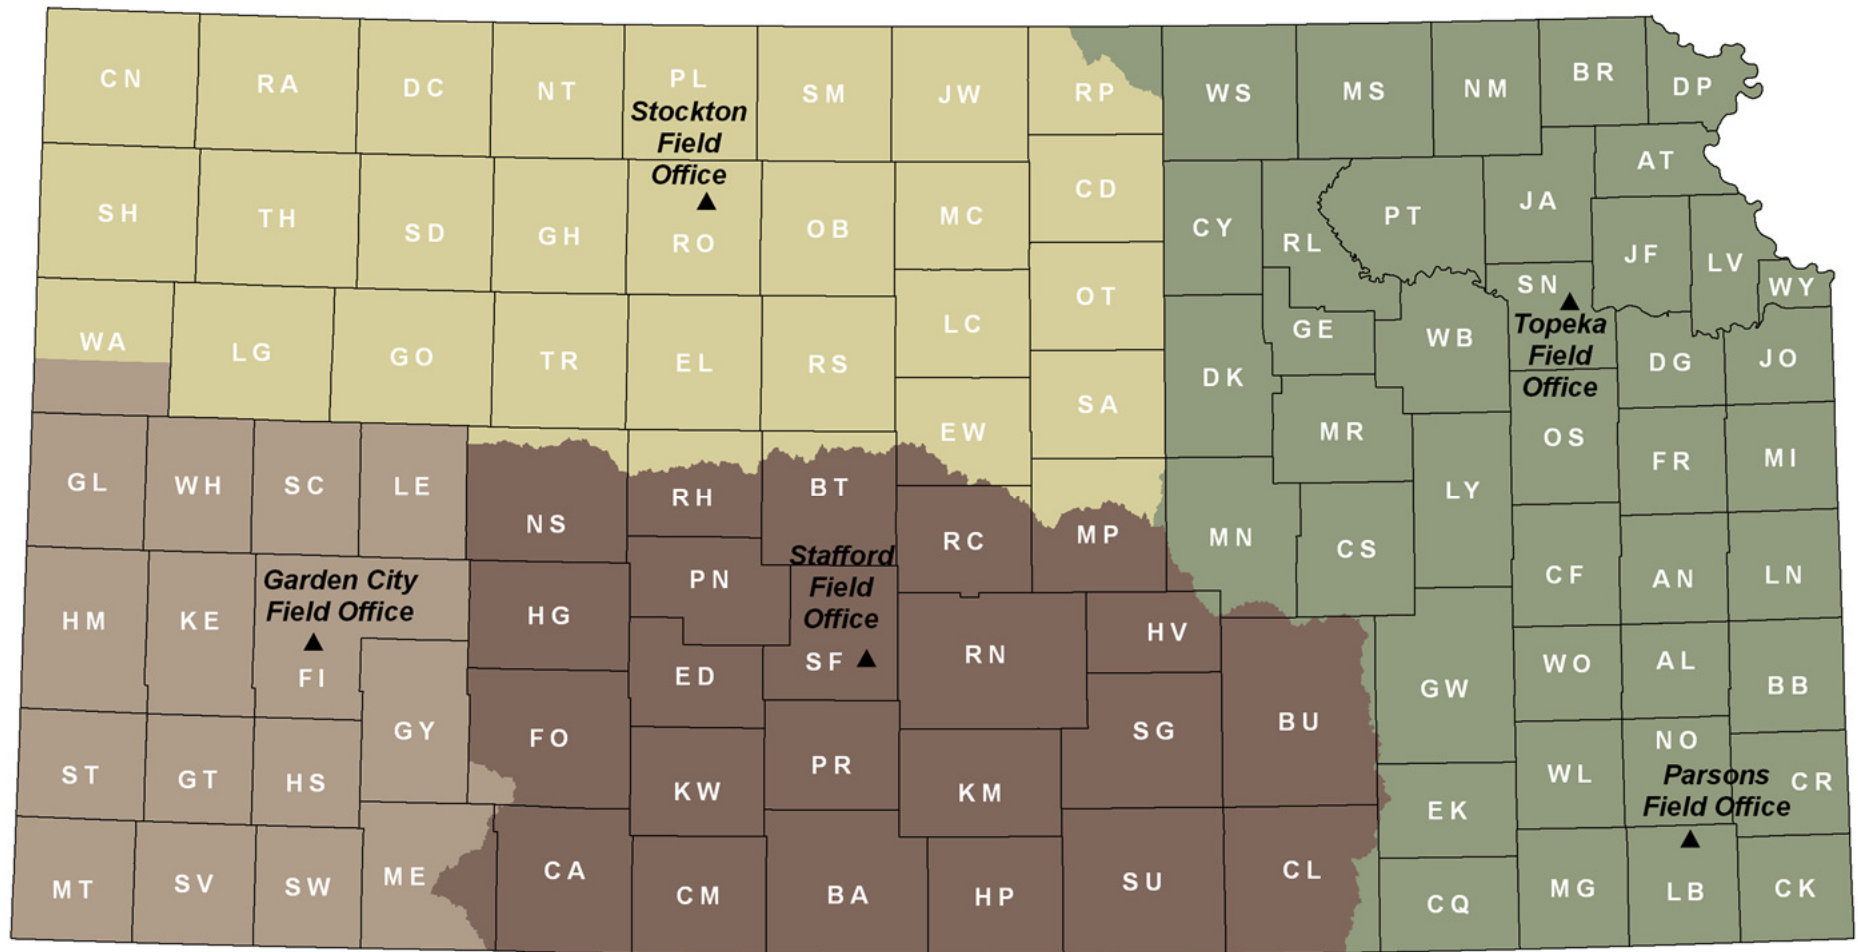 CN
RA
DC
NT
PL
SM
JW
RP
WS
MS
NM
BR
DP
Stockton
Field
Office
SH
TH
SD
GH
RO
OB
MC
CD
CY
RL
PT
JA
AT
JF
LV
WY
OT
SN
Topeka
Field
Office
WA
LG
GO
TR
EL
RS
LC
DK
GE
WB
DG
JO
EW
SA
MR
OS
FR
MI
GL
WH
SC
LE
NS
RH
BT
RC
MP
MN
CS
LY
CF
AN
LN
HM
KE
Garden City
Field Office
FI
HG
PN
Stafford
Field
Office
SF
ED
RN
HV
GW
WO
AL
BB
ST
GT
HS
GY
FO
KW
PR
KM
SG
BU
EK
WL
NO
Parsons
Field Office
CR
MT
SV
SW
ME
CA
CM
BA
HP
SU
CL
CQ
MG
LB
CK